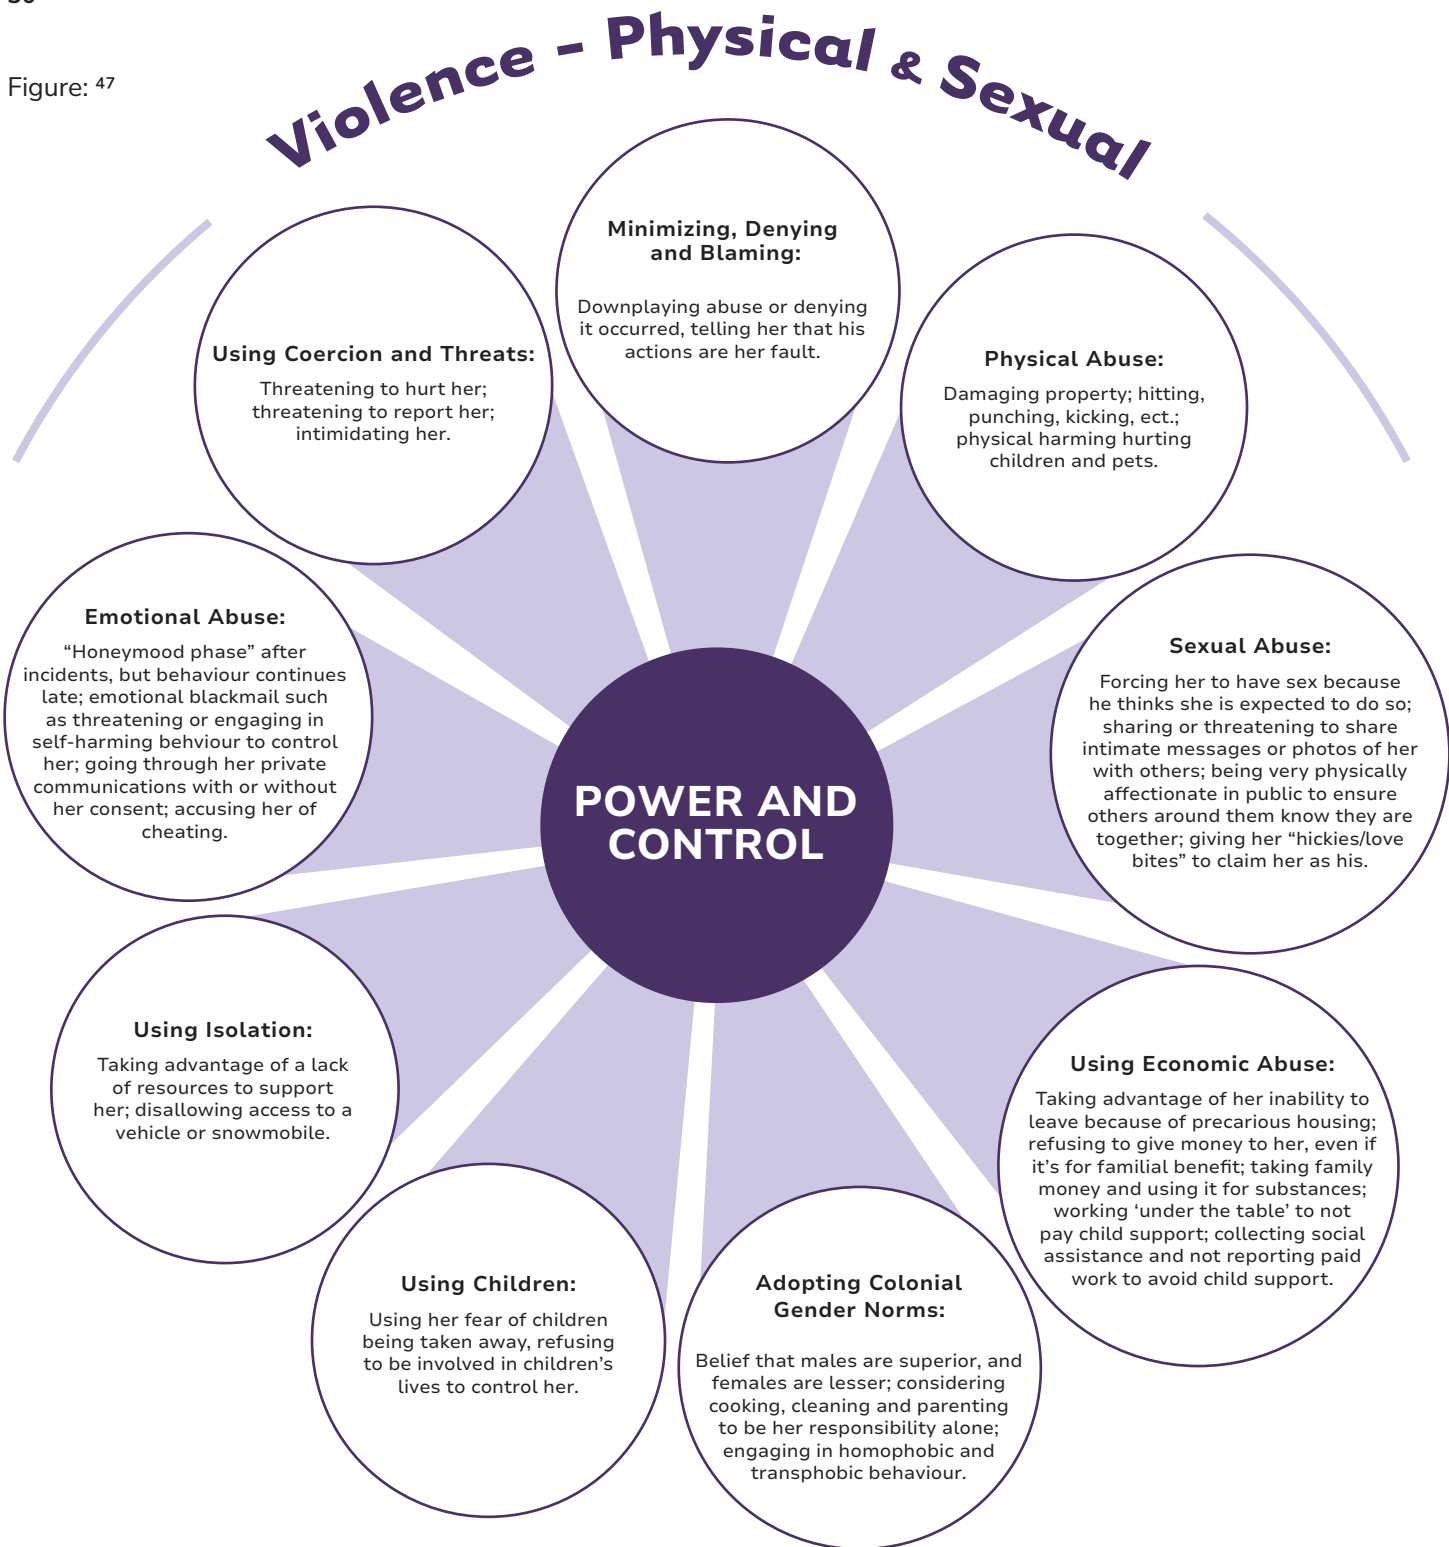 Figure: 47
Violence – Physical & Sexual
Minimizing, Denying
and Blaming:
Downplaying abuse or denying
it occurred, telling her that his
actions are her fault.
Using Coercion and Threats:
Threatening to hurt her;
threatening to report her;
intimidating her.
Physical Abuse:
Damaging property; hitting,
punching, kicking, ect.;
physical harming hurting
children and pets.
Emotional Abuse:
“Honeymood phase” after
incidents, but behaviour continues
late; emotional blackmail such
as threatening or engaging in
self-harming behviour to control
her; going through her private
communications with or without
her consent; accusing her of
cheating.
Sexual Abuse:
Forcing her to have sex because
he thinks she is expected to do so;
sharing or threatening to share
intimate messages or photos of her
with others; being very physically
affectionate in public to ensure
others around them know they are
together; giving her “hickies/love
bites” to claim her as his.
POWER AND
CONTROL
Using Isolation:
Taking advantage of a lack
of resources to support
her; disallowing access to a
vehicle or snowmobile.
Using Economic Abuse:
Taking advantage of her inability to
leave because of precarious housing;
refusing to give money to her, even if
it’s for familial benefit; taking family
money and using it for substances;
working ‘under the table’ to not
pay child support; collecting social
assistance and not reporting paid
work to avoid child support.
Using Children:
Using her fear of children
being taken away, refusing
to be involved in children’s
lives to control her.
Adopting Colonial
Gender Norms:
Belief that males are superior, and
females are lesser; considering
cooking, cleaning and parenting
to be her responsibility alone;
engaging in homophobic and
transphobic behaviour.